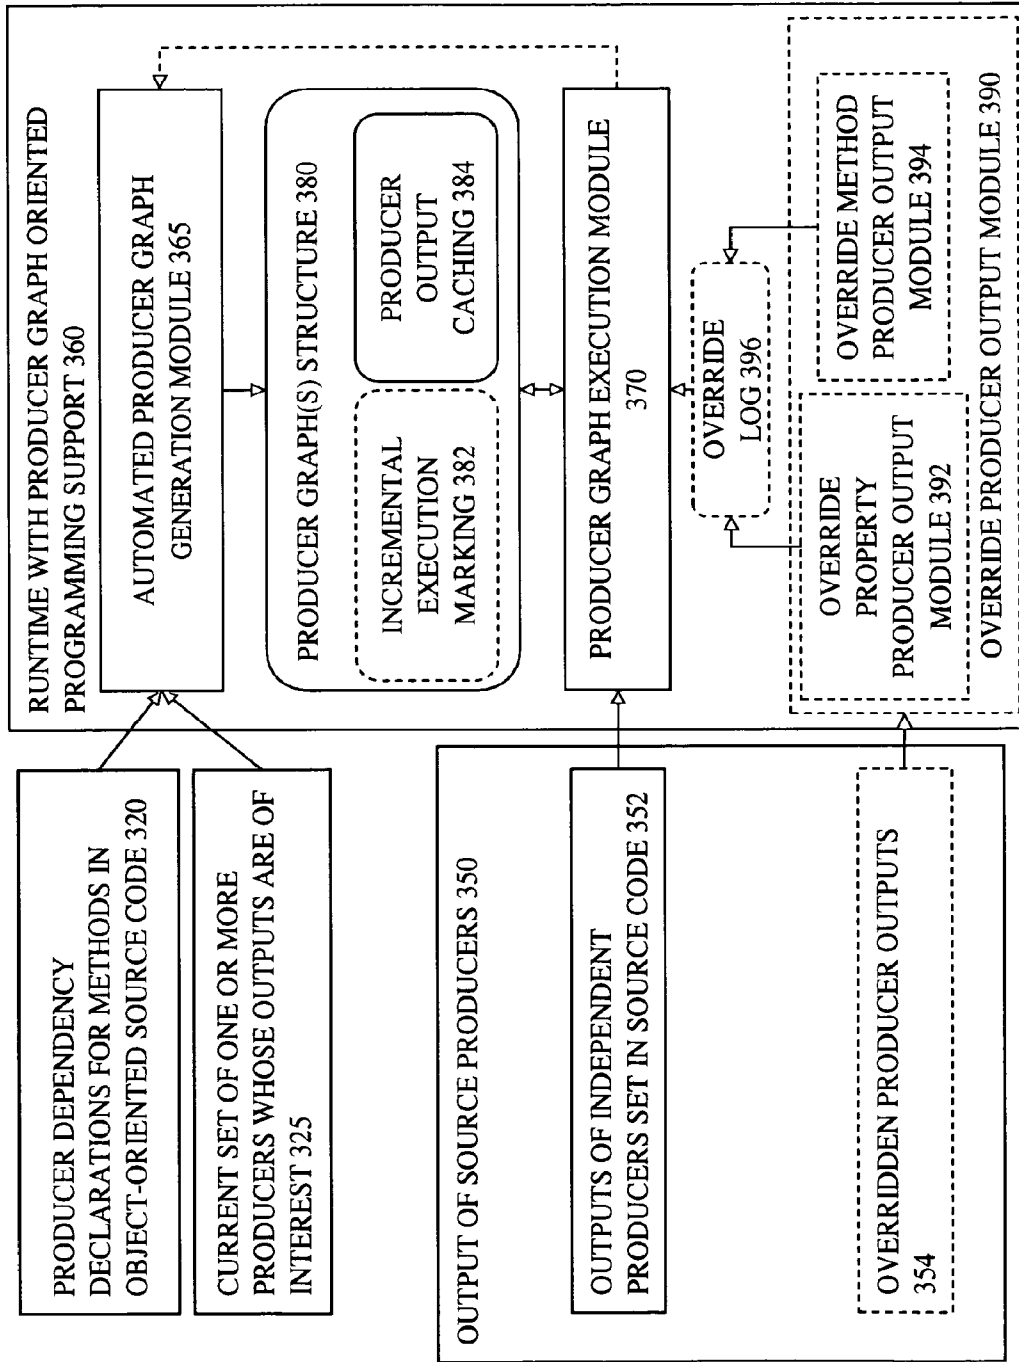 PRODUCER DEPENDENCY
DECLARATIONS FOR METHODS IN
OBJECT-ORIENTED SOURCE CODE 320
CURRENT SET OF ONE OR MORE
PRODUCERS WHOSE OUTPUTS ARE OF
INTEREST 325
OUTPUT OF SOURCE PRODUCERS 350
OUTPUTS OF INDEPENDENT
PRODUCERS SET IN SOURCE CODE 352
OVERRIDDEN PRODUCER OUTPUTS
354
RUNTIME WITH PRODUCER GRAPH ORIENTED
PROGRAMMING SUPPORT 360
AUTOMATED PRODUCER GRAPH
GENERATION MODULE 365
PRODUCER GRAPH(S) STRUCTURE 380
INCREMENTAL
EXECUTION
MARKING 382
PRODUCER
OUTPUT
CACHING 384
PRODUCER GRAPH EXECUTION MODULE
370
OVERRIDE
LOG 396
OVERRIDE
PROPERTY
PRODUCER OUTPUT
MODULE 392
OVERRIDE METHOD
PRODUCER OUTPUT
MODULE 394
OVERRIDE PRODUCER OUTPUT MODULE 390